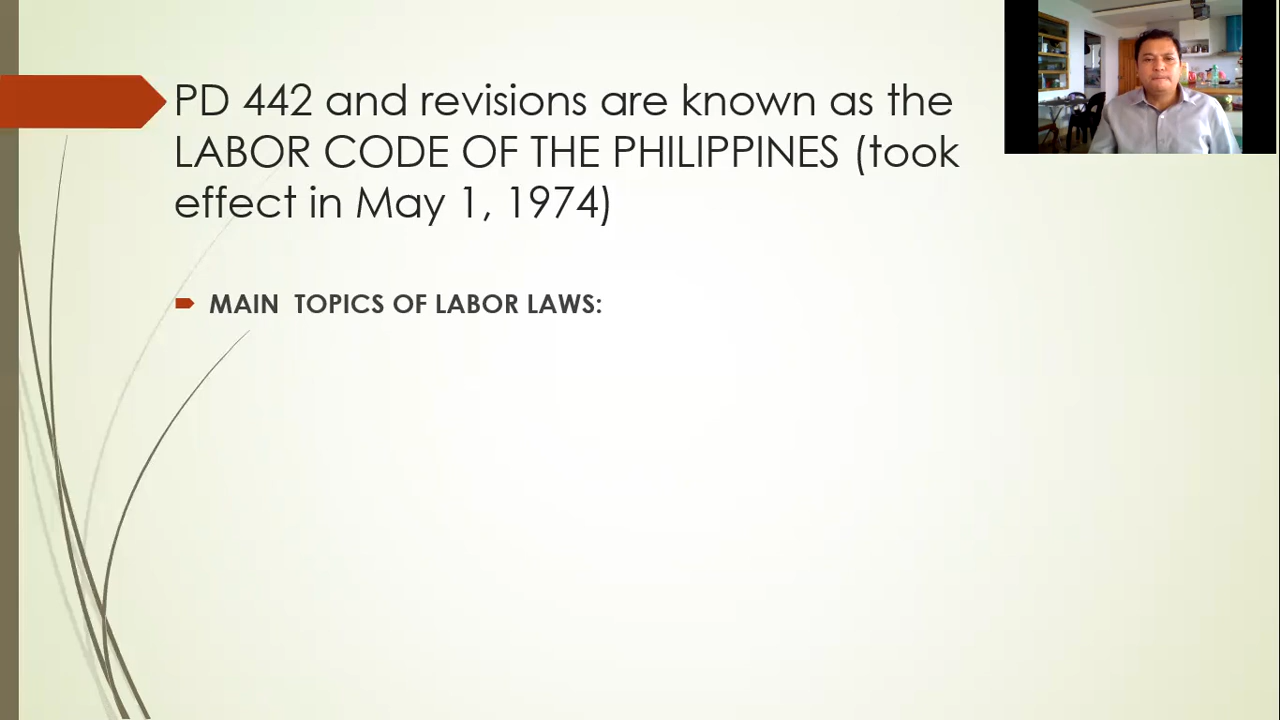 PD 442 and revisions are known as the
LABOR CODE OF THE PHILIPPINES (took
effect in May 1, 1974)
MAIN TOPICS OF LABOR LAWS: